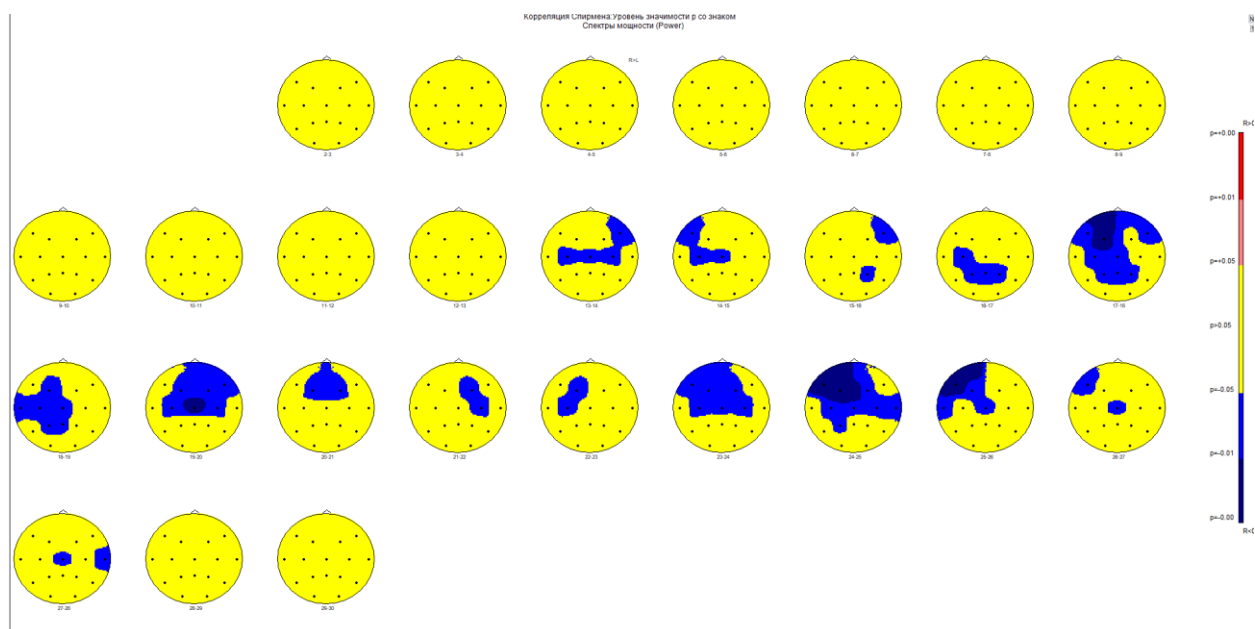 Корреляция Спирмена:Уровень значимости p со знаком
Спектры мощности (Power)
R>L
2-3
3-4
4-5
5-6
6-7
7-8
8-9
9-10
10-11
11-12
12-13
13-14
14-15
15-16
16-17
17-18
18-19
19-20
20-21
21-22
22-23
23-24
24-25
25-26
26-27
27-28
28-29
29-30
R>0
p=+0.00
p=+0.01
p=+0.05
p>0.05
p=-0.05
p=-0.01
p=-0.00
R<0